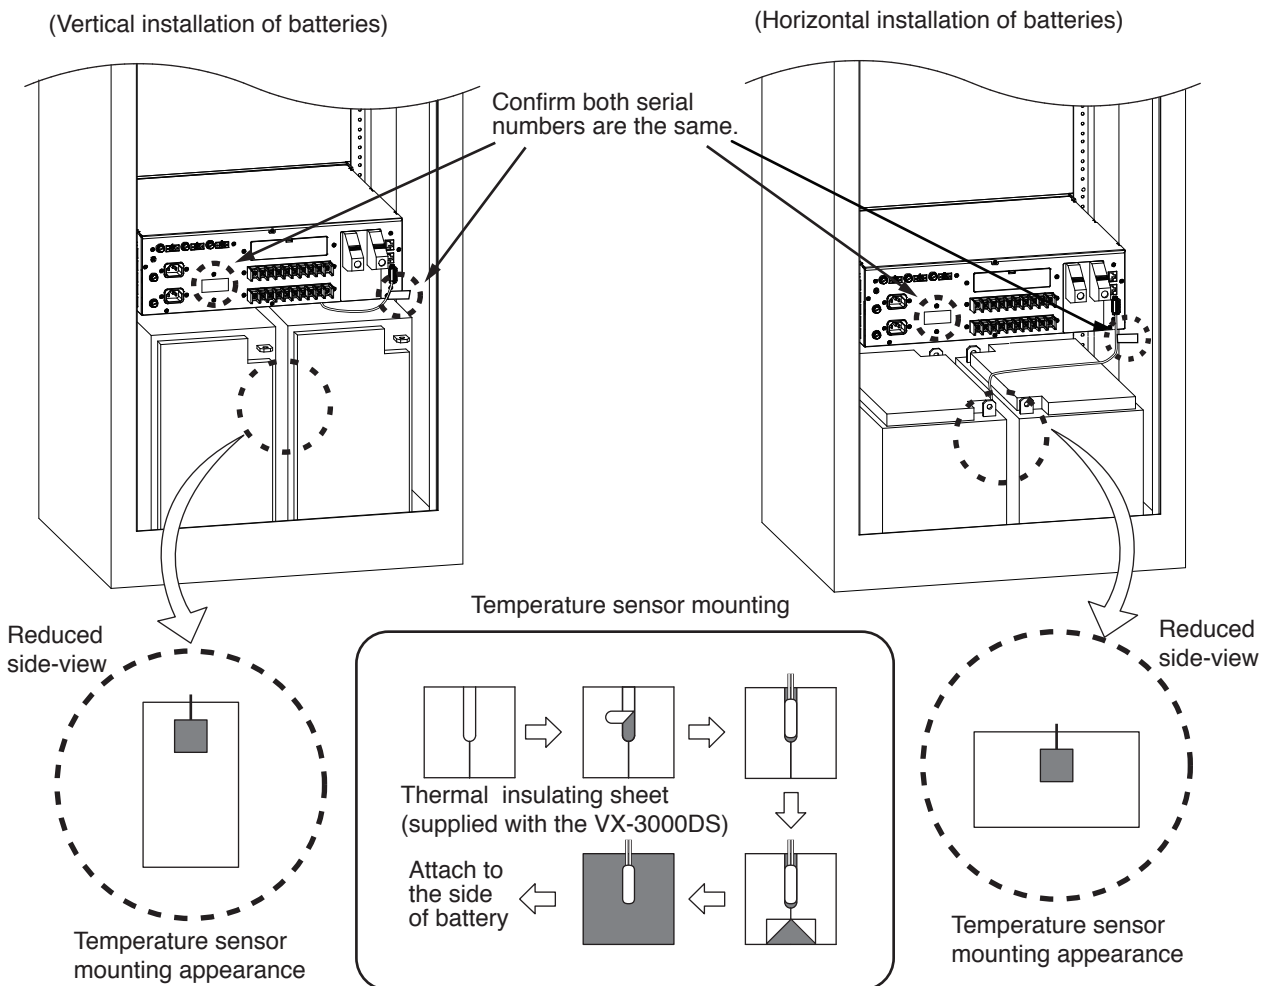 (Vertical installation of batteries)
(Horizontal installation of batteries)
Confirm both serial
numbers are the same.
Temperature sensor mounting
Reduced
side-view
Reduced
side-view
Thermal insulating sheet
(supplied with the VX-3000DS)
Attach to
the side
of battery
Temperature sensor
mounting appearance
Temperature sensor
mounting appearance